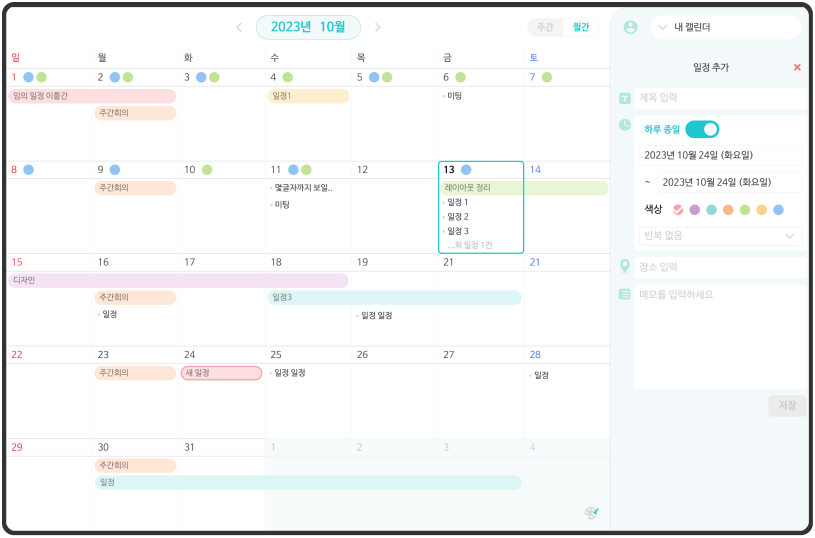 2023년 10월
주간 월간
내 캘린더
일 월 화 수 목 금 토
일정 추가
1 2 3 4 5 6 7
임의 일정 이틀간
일정1
미팅
주간회의
제목 입력
하루 종일
2023년 10월 24일 (화요일)
~ 2023년 10월 24일 (화요일)
색상
반복 없음
장소 입력
메모를 입력하세요
저장
8 9 10 11 12 13 14
주간회의
몇글자까지 보일..
레이아웃 정리
미팅
일정 1
일정 2
일정 3
...외 일정 1건
15 16 17 18 19 21 21
디자인
주간회의
일정3
일정
일정 일정
22 23 24 25 26 27 28
주간회의
새 일정
일정 일정
일정
29 30 31 1 2 3 4
주간회의
일정